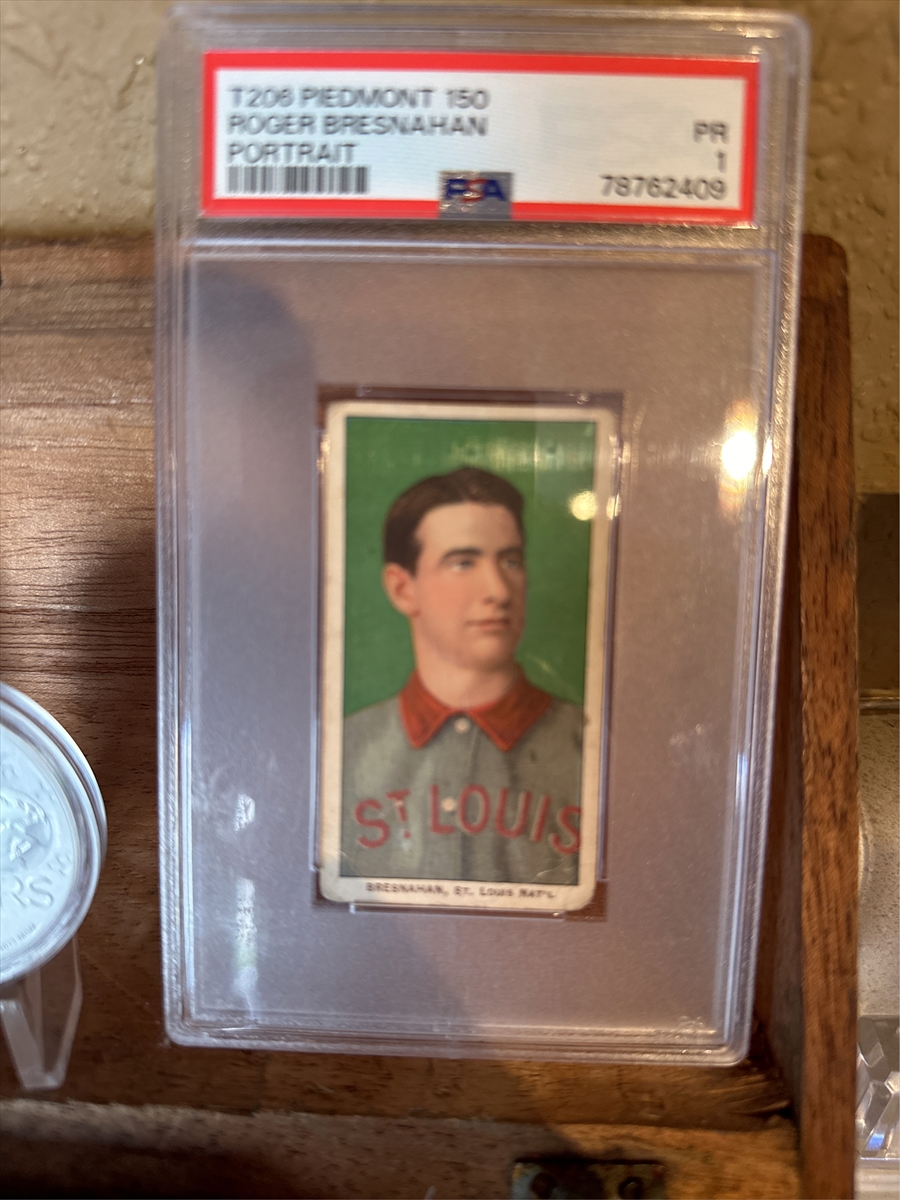 T206 PIEDMONT 150
ROGER BRESNAHAN PR
PORTRAIT 1
PSA 78762409
ST LOUIS
BRESNAHAN, ST. LOUIS NAT'L